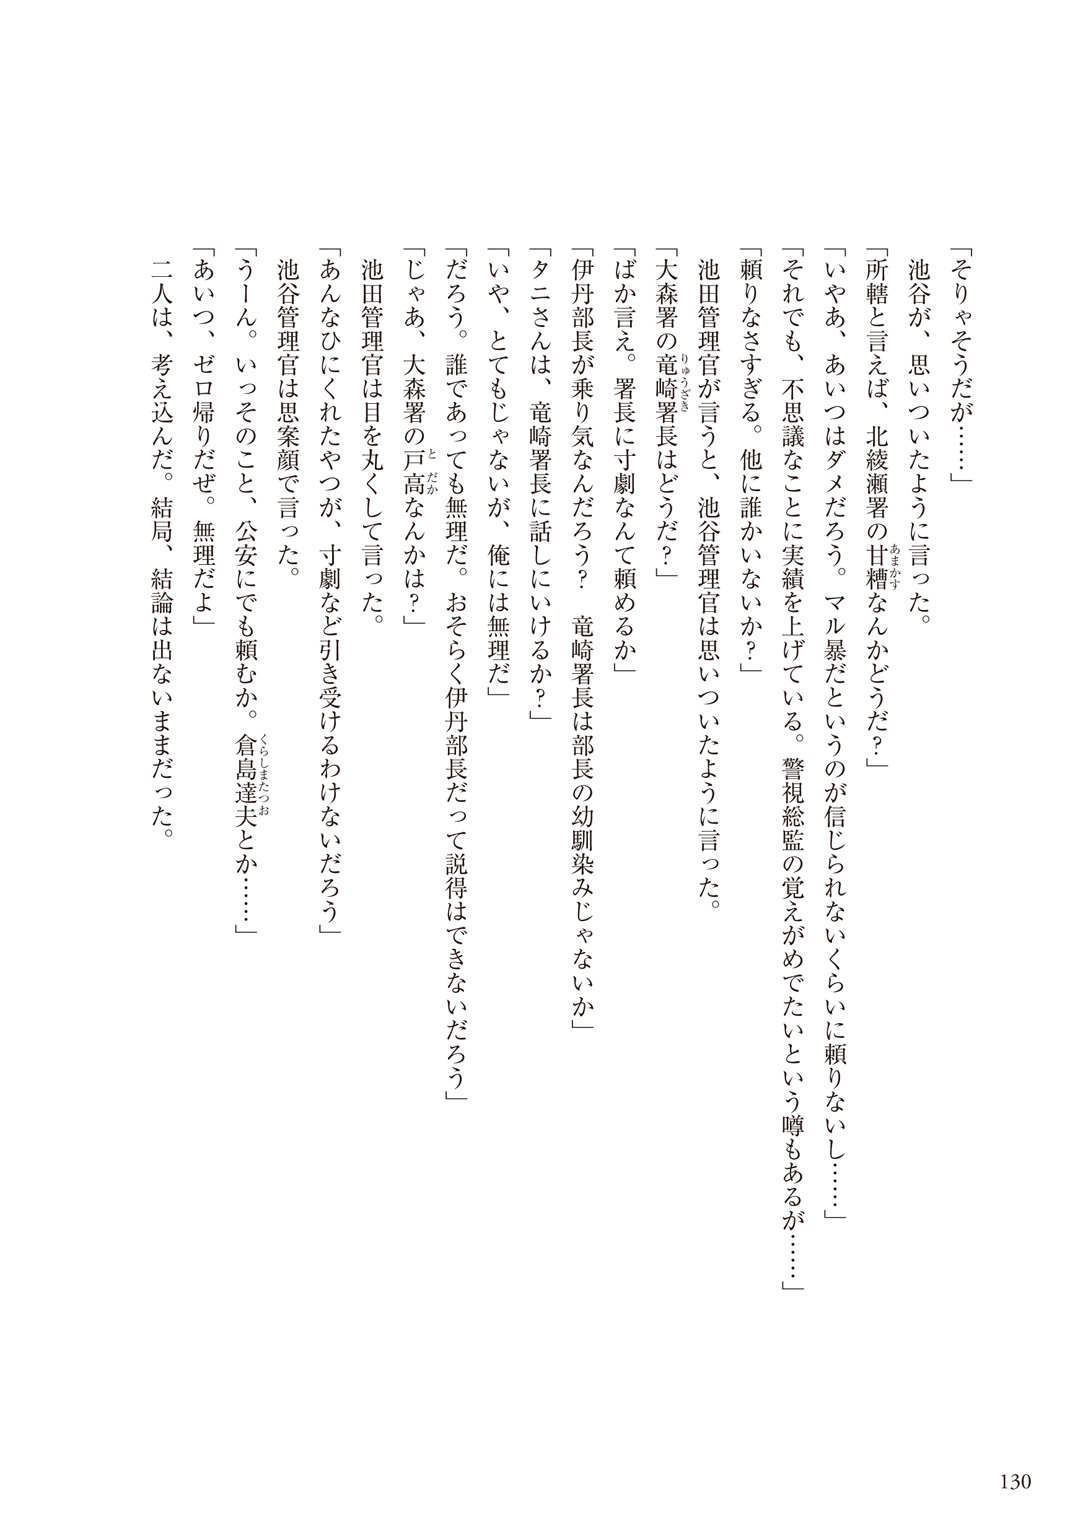 「そりゃそうだが……」
　池谷が、思いついたように言った。
「所轄と言えば、北綾瀬署の甘糟なんかどうだ？」
「いやあ、あいつはダメだろう。マル暴だというのが信じられないくらいに頼りないし……」
「それでも、不思議なことに実績を上げている。警視総監の覚えがめでたいという噂もあるが……」
「頼りなさすぎる。他に誰かいないか？」
　池田管理官が言うと、池谷管理官は思いついたように言った。
「大森署の竜崎署長はどうだ？」
「ばか言え。署長に寸劇なんて頼めるか」
「伊丹部長が乗り気なんだろう？　竜崎署長は部長の幼馴染みじゃないか」
「タニさんは、竜崎署長に話しにいけるか？」
「いや、とてもじゃないが、俺には無理だ」
「だろう。誰であっても無理だ。おそらく伊丹部長だって説得はできないだろう」
「じゃあ、大森署の戸高なんかは？」
　池田管理官は目を丸くして言った。
「あんなひにくれたやつが、寸劇など引き受けるわけないだろう」
　池谷管理官は思案顔で言った。
「うーん。いっそのこと、公安にでも頼むか。倉島達夫とか……」
「あいつ、ゼロ帰りだぜ。無理だよ」
　二人は、考え込んだ。結局、結論は出ないままだった。
あまかす
りゅうざき
とだか
くらしまたつお
130